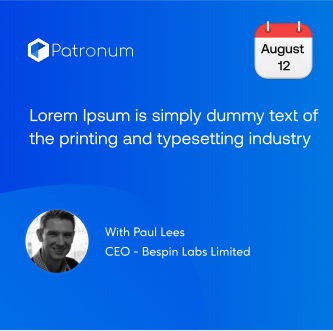 Patronum
August
12
Lorem Ipsum is simply dummy text of
the printing and typesetting industry
With Paul Lees
CEO - Bespin Labs Limited